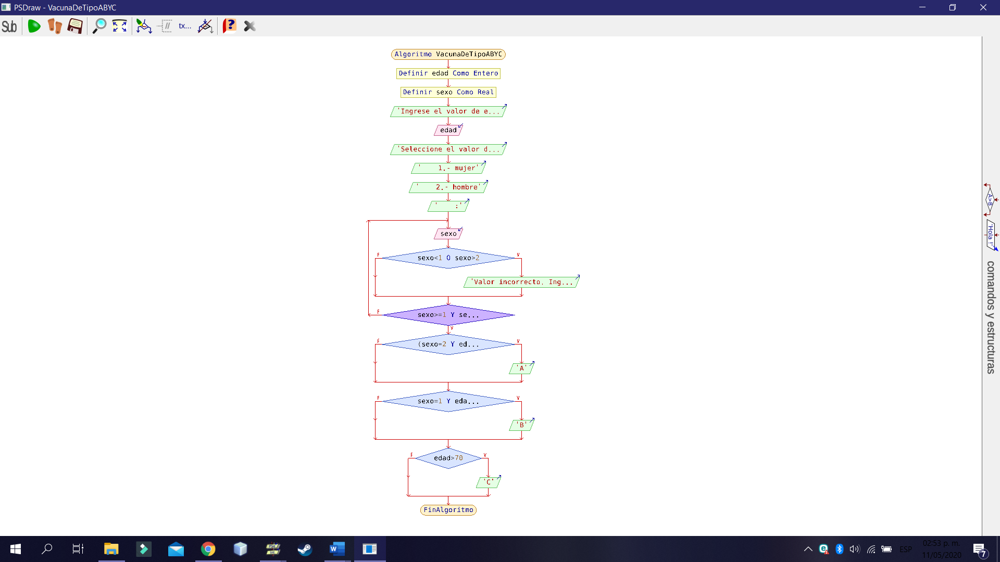 PSDraw - VacunaDeTipoABYC
Sub
tx...
Algoritmo VacunaDeTipoABYC
Definir edad Como Entero
Definir sexo Como Real
'Ingrese el valor de e...
edad
'Seleccione el valor d...
'    1.- mujer'
'    2.- hombre'
'    :'
sexo
F
sexo<1 O sexo>2
V
'Valor incorrecto. Ing...
F
sexo>=1 Y se...
V
F
(sexo=2 Y ed...
V
'A'
F
sexo=1 Y eda...
V
'B'
F
edad>70
V
'C'
FinAlgoritmo
A>B
'Hola !'
comandos y estructuras
ESP
02:53 p. m.
11/05/2020
7